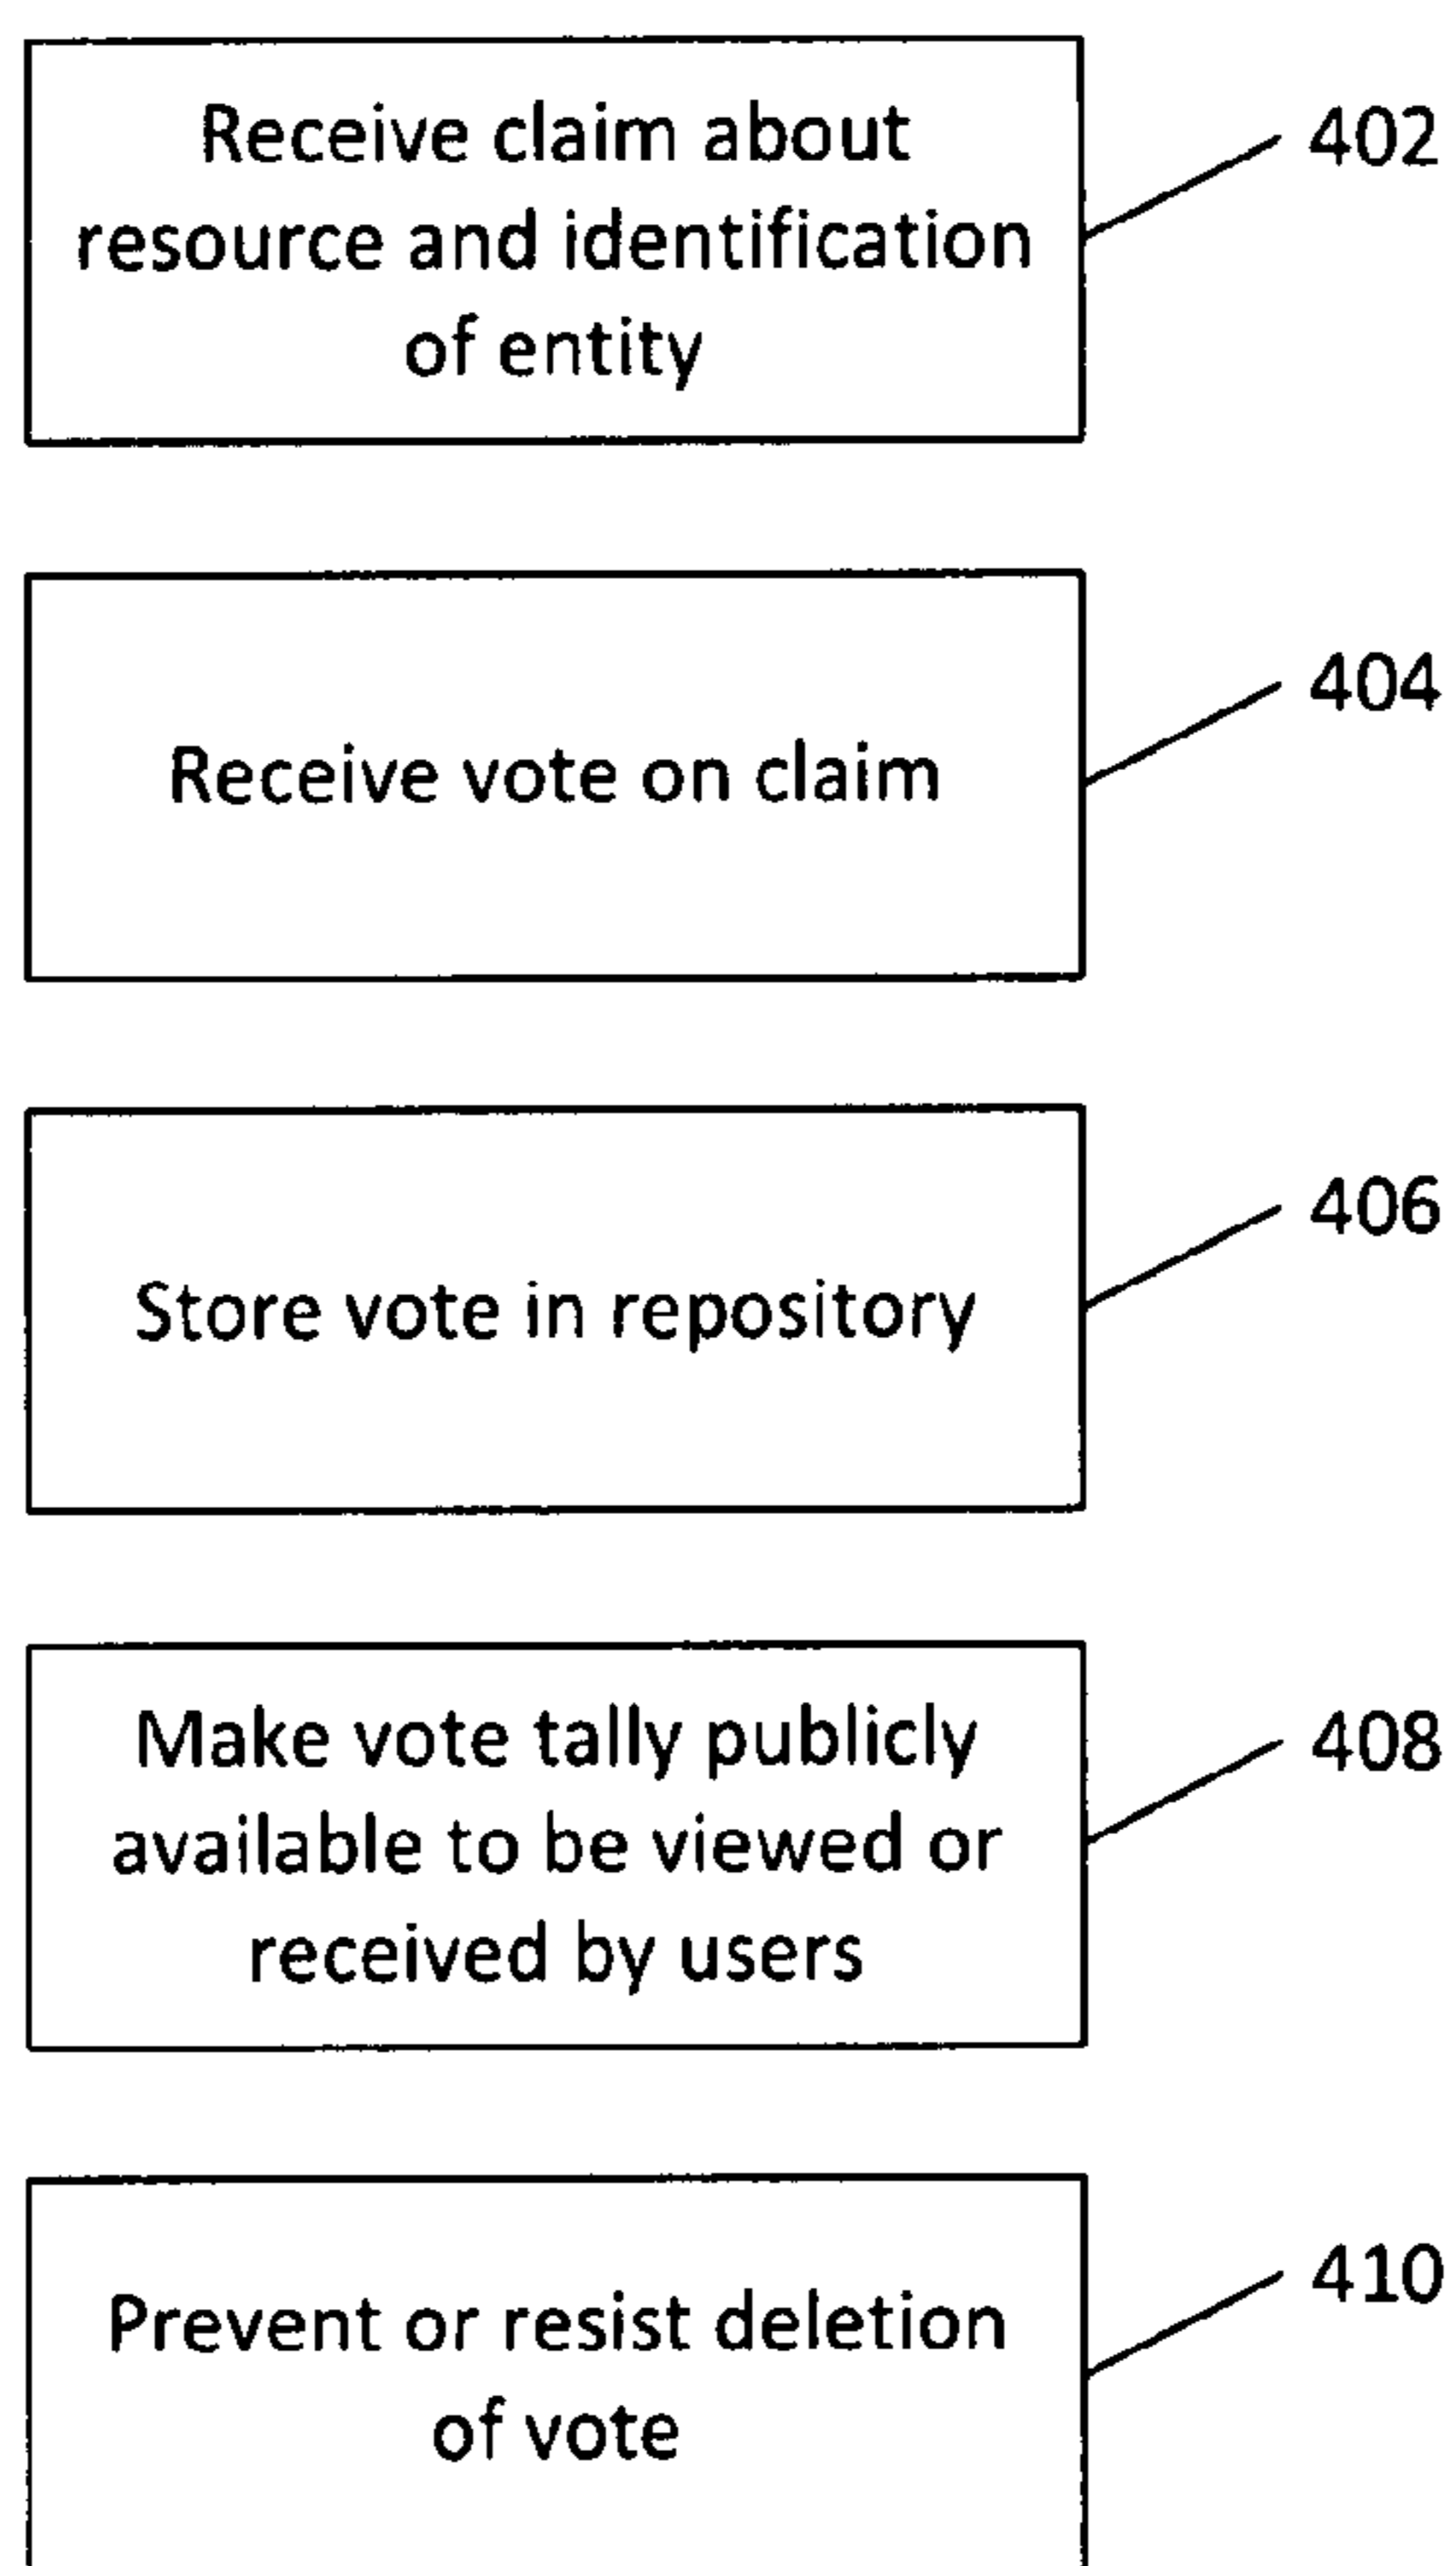 Receive claim about
resource and identification
of entity
402
Receive vote on claim
404
Store vote in repository
406
Make vote tally publicly
available to be viewed or
received by users
408
Prevent or resist deletion
of vote
410